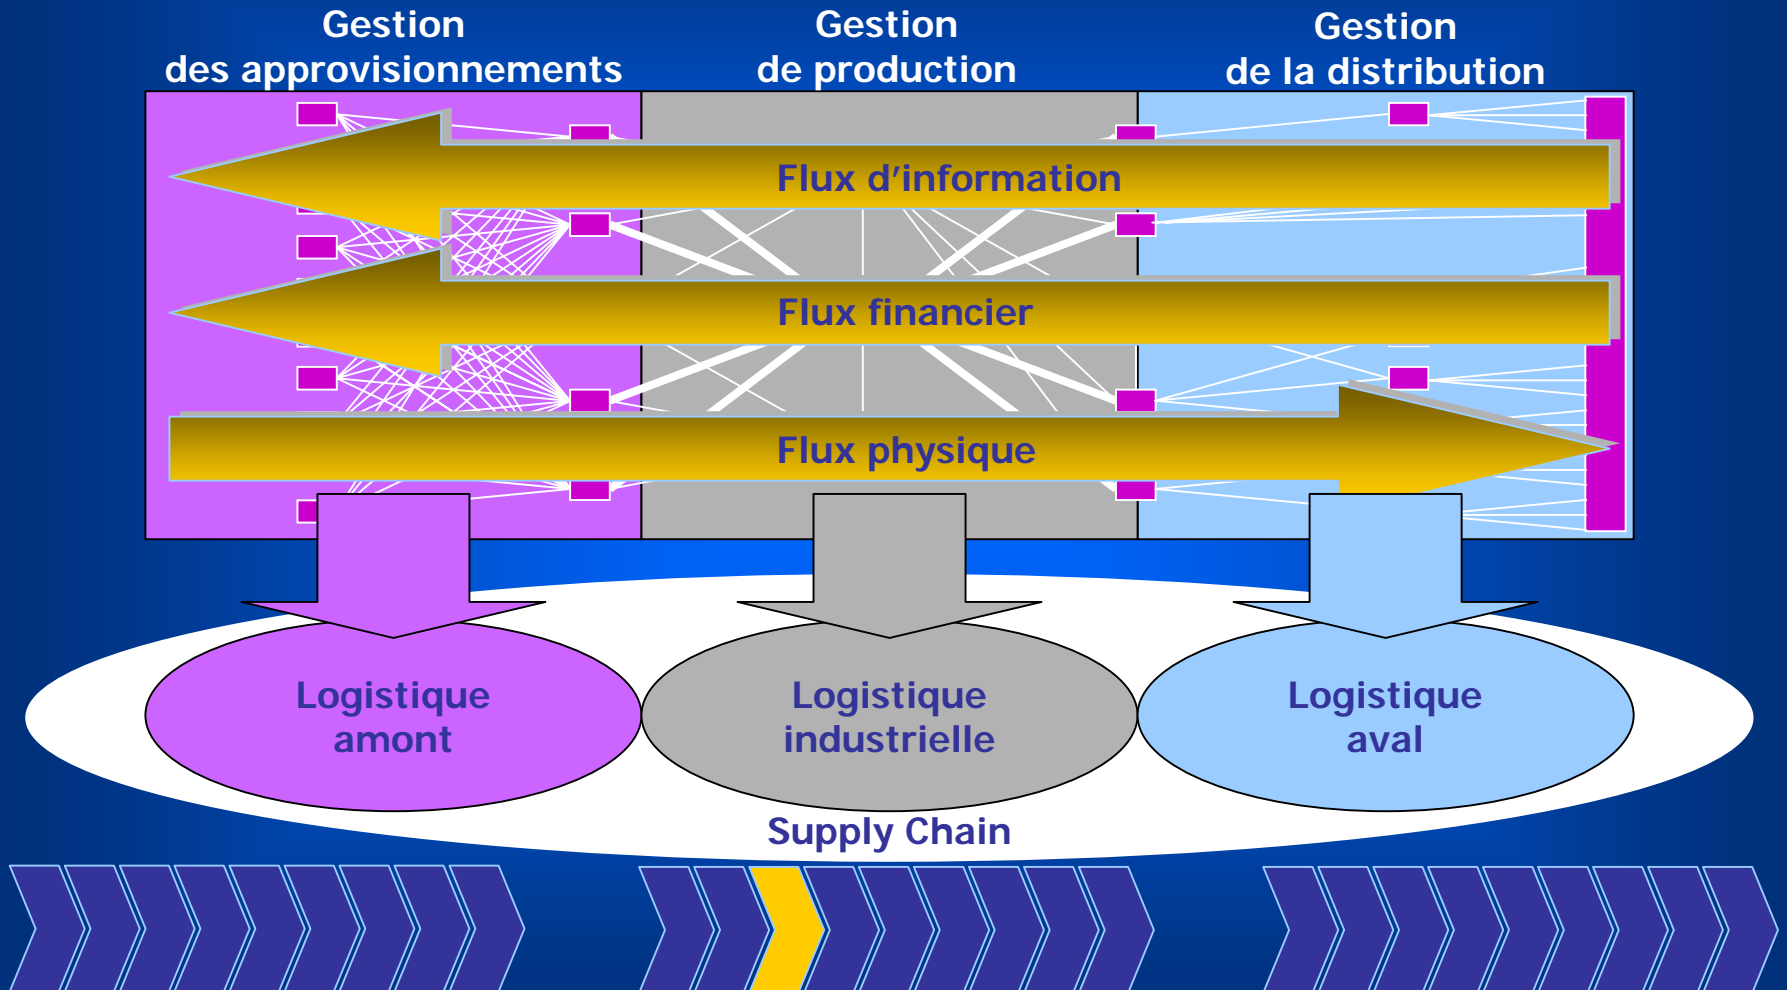 Gestion
des approvisionnements
Gestion
de production
Gestion
de la distribution
Flux d’information
Flux financier
Flux physique
Logistique
amont
Logistique
industrielle
Logistique
aval
Supply Chain